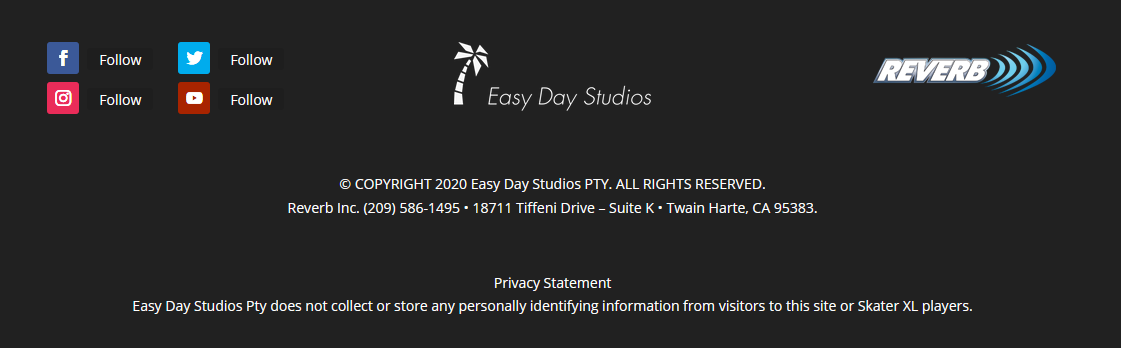 Follow
Follow
Follow
Follow
Easy Day Studios
REVERB
© COPYRIGHT 2020 Easy Day Studios PTY. ALL RIGHTS RESERVED.
Reverb Inc. (209) 586-1495 • 18711 Tiffeni Drive – Suite K • Twain Harte, CA 95383.
Privacy Statement
Easy Day Studios Pty does not collect or store any personally identifying information from visitors to this site or Skater XL players.